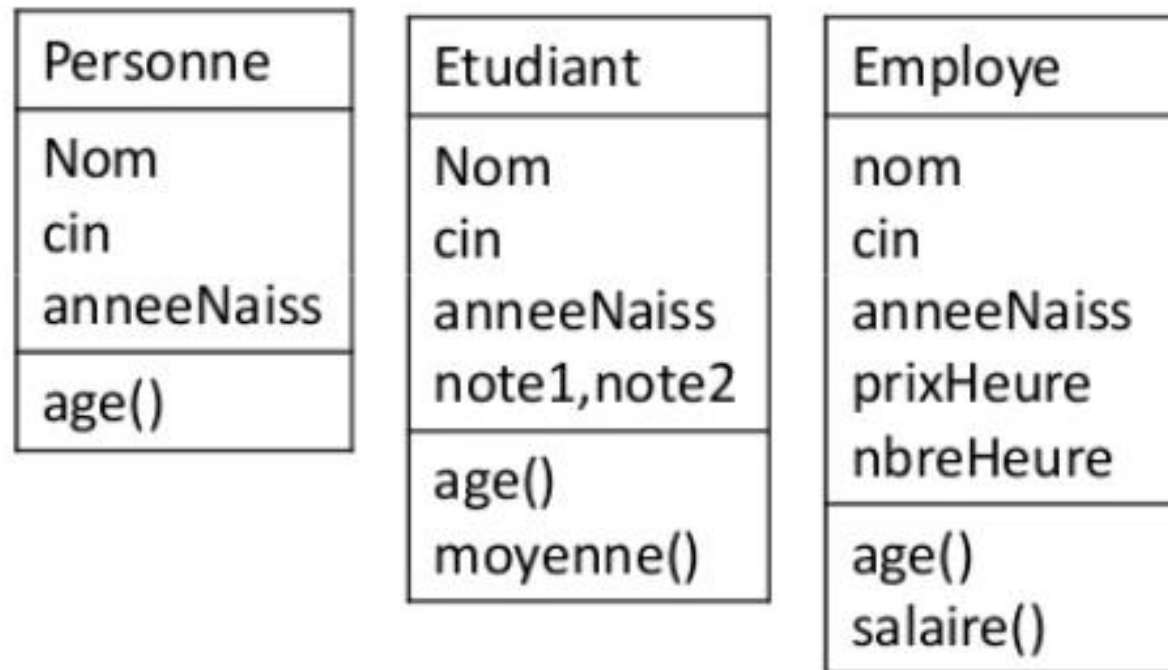 Personne
Nom
cin
anneeNaiss
age()
Etudiant
Nom
cin
anneeNaiss
note1,note2
age()
moyenne()
Employe
nom
cin
anneeNaiss
prixHeure
nbreHeure
age()
salaire()